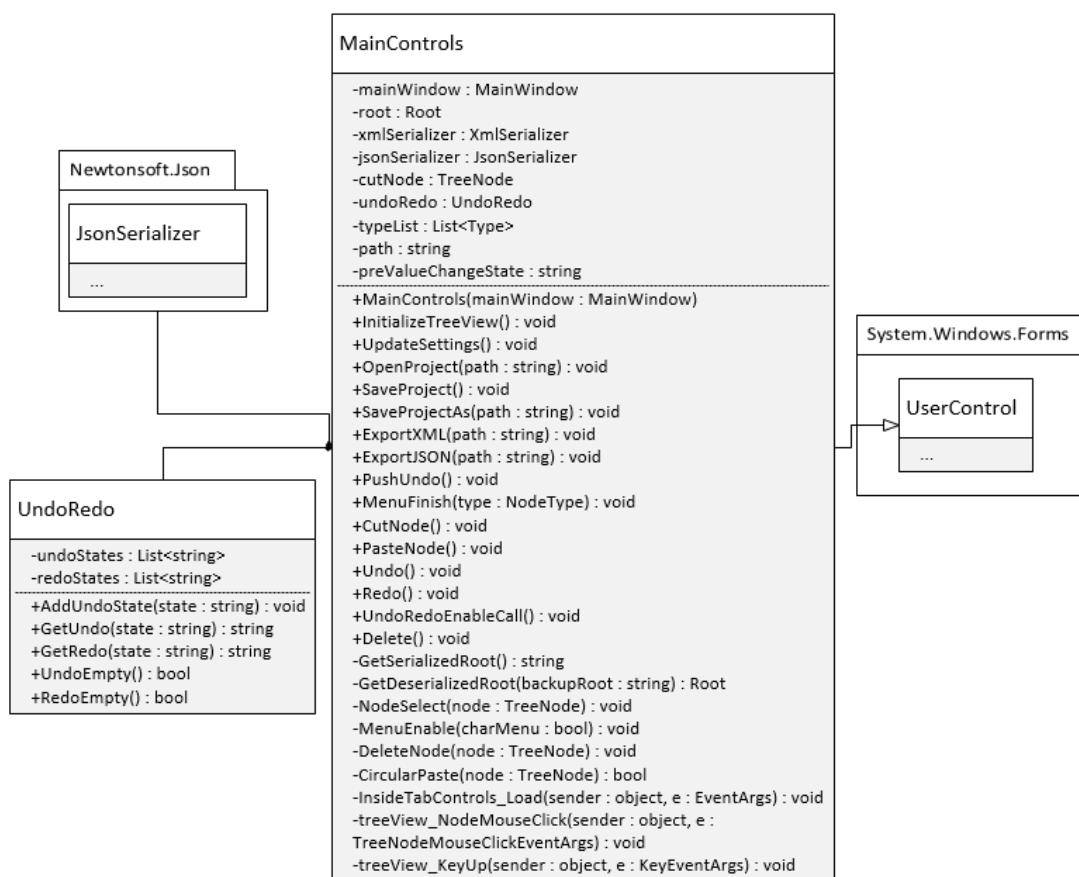 MainControls
-mainWindow : MainWindow
-root : Root
-xmlSerializer : XmlSerializer
-jsonSerializer : JsonSerializer
-cutNode : TreeNode
-undoRedo : UndoRedo
-typeList : List<Type>
-path : string
-preValueChangeState : string
+MainControls(mainWindow : MainWindow)
+InitializeTreeView() : void
+UpdateSettings() : void
+OpenProject(path : string) : void
+SaveProject() : void
+SaveProjectAs(path : string) : void
+ExportXML(path : string) : void
+ExportJSON(path : string) : void
+PushUndo() : void
+MenuFinish(type : NodeType) : void
+CutNode() : void
+PasteNode() : void
+Undo() : void
+Redo() : void
+UndoRedoEnableCall() : void
+Delete() : void
-GetSerializedRoot() : string
-GetDeserializedRoot(backupRoot : string) : Root
-NodeSelect(node : TreeNode) : void
-MenuEnable(charMenu : bool) : void
-DeleteNode(node : TreeNode) : void
-CircularPaste(node : TreeNode) : bool
-InsideTabControls_Load(sender : object, e : EventArgs) : void
-treeView_NodeMouseClick(sender : object, e :
TreeNodeMouseClickEventArgs) : void
-treeView_KeyUp(sender : object, e : KeyEventArgs) : void
Newtonsoft.Json
JsonSerializer
...
UndoRedo
-undoStates : List<string>
-redoStates : List<string>
+AddUndoState(state : string) : void
+GetUndo(state : string) : string
+GetRedo(state : string) : string
+UndoEmpty() : bool
+RedoEmpty() : bool
System.Windows.Forms
UserControl
...